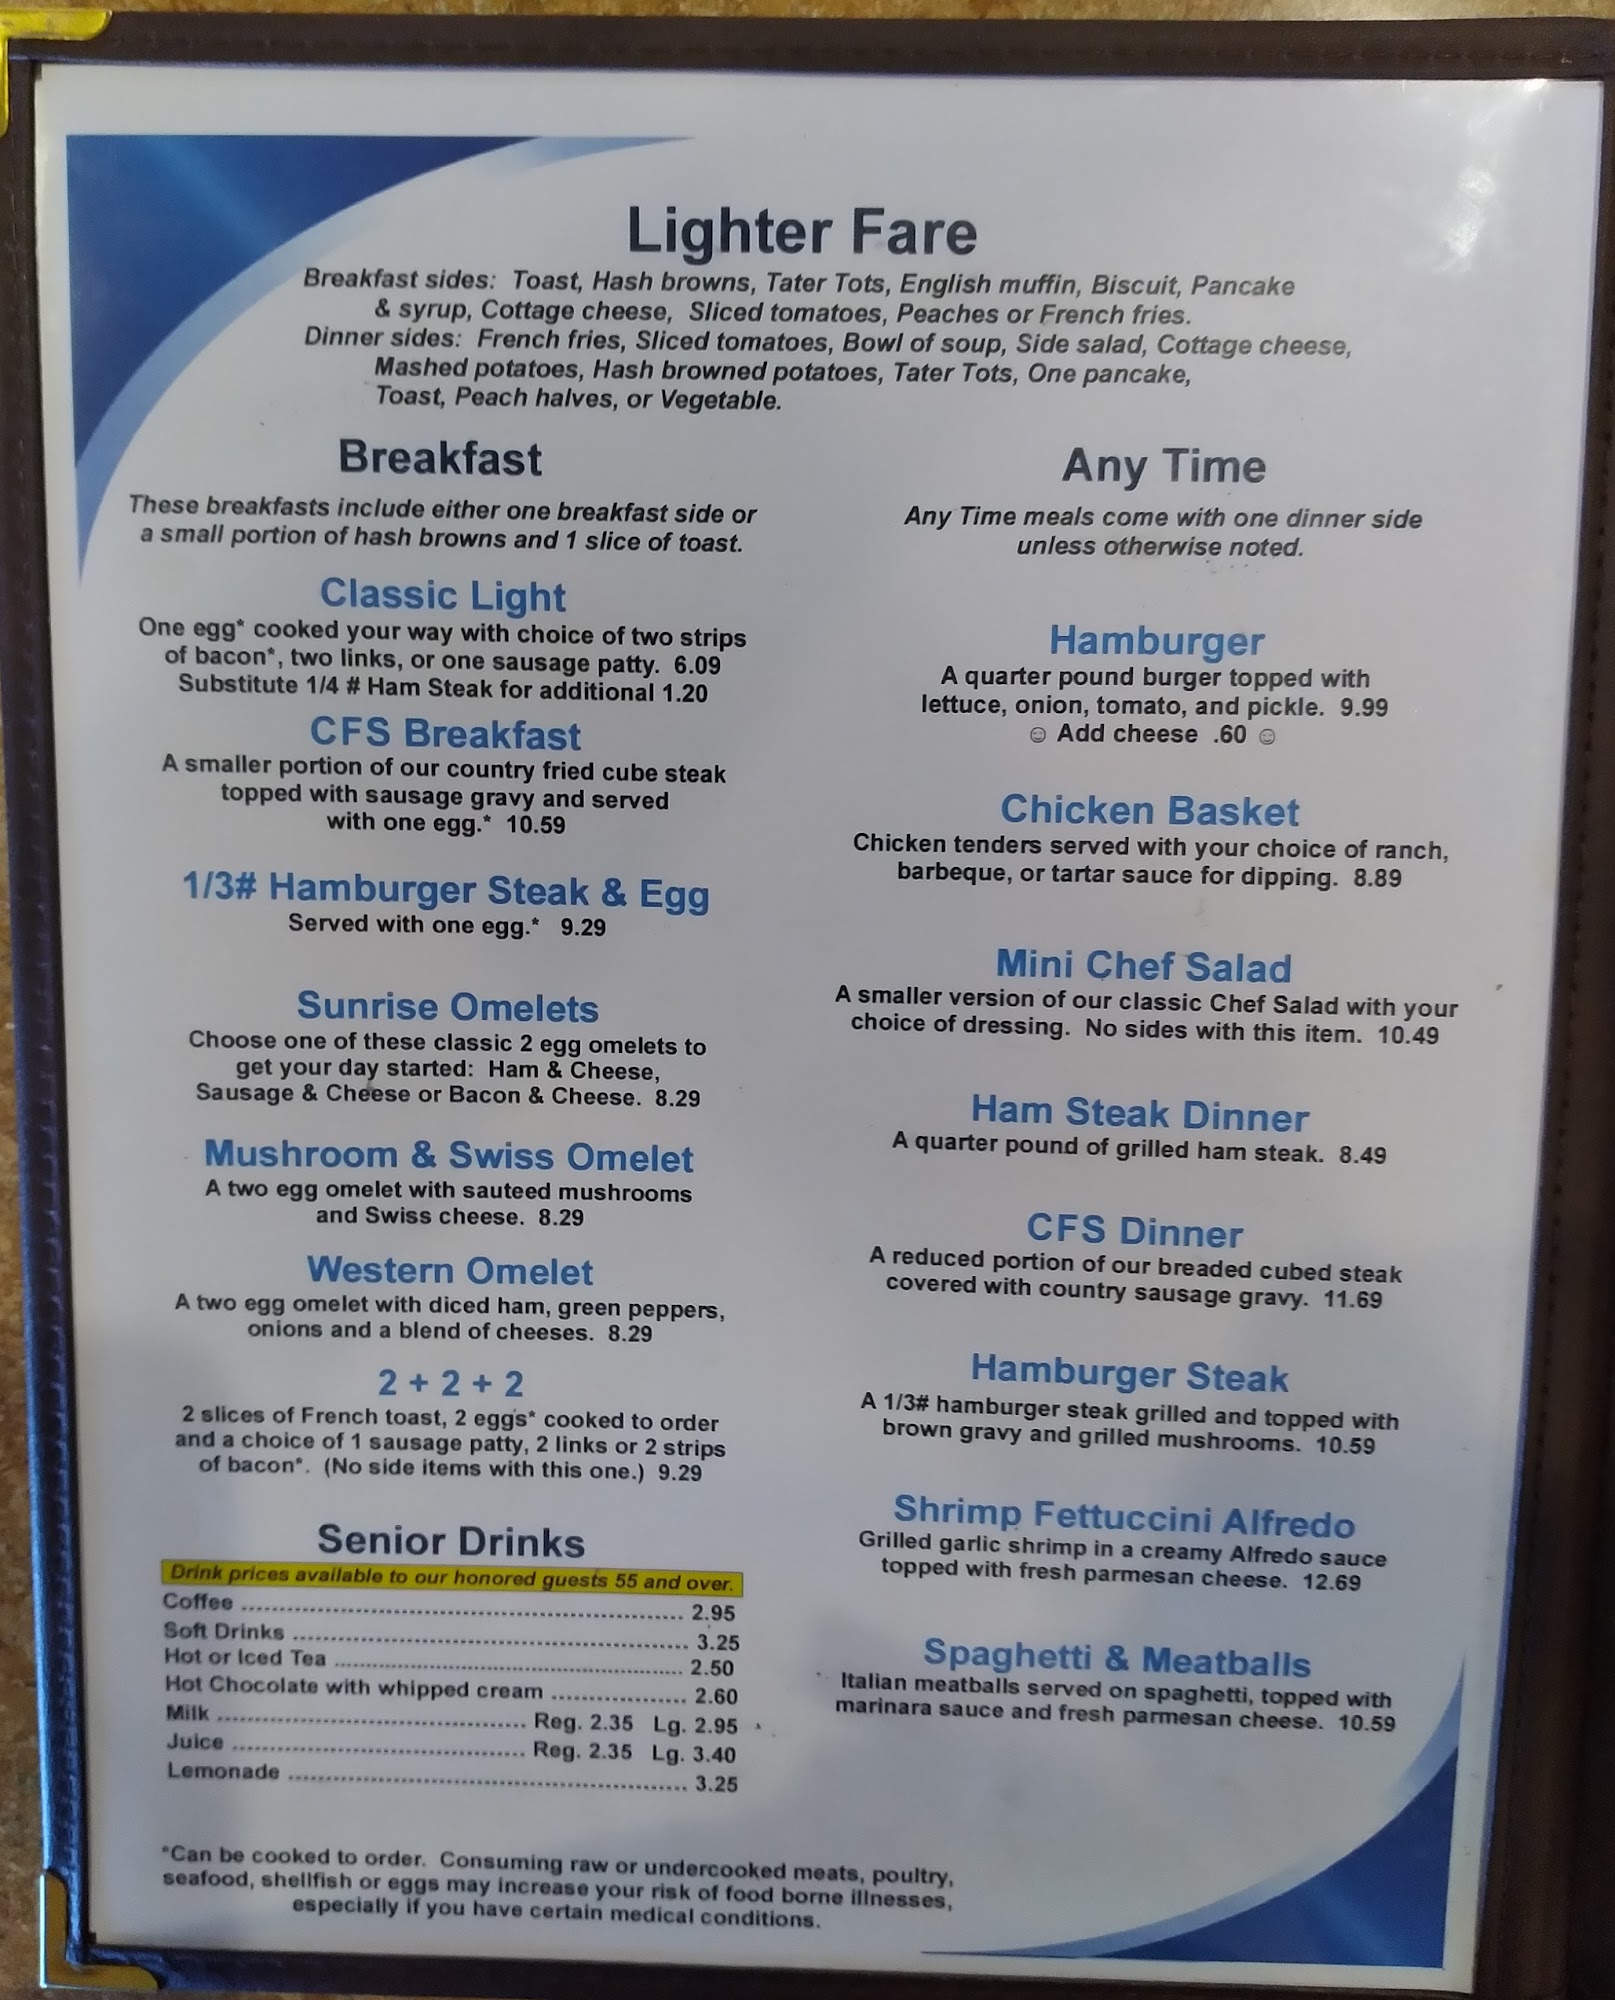 Lighter Fare
Breakfast sides: Toast, Hash browns, Tater Tots, English muffin, Biscuit, Pancake
& syrup, Cottage cheese, Sliced tomatoes, Peaches or French fries.
Dinner sides: French fries, Sliced tomatoes, Bowl of soup, Side salad, Cottage cheese,
Mashed potatoes, Hash browned potatoes, Tater Tots, One pancake,
Toast, Peach halves, or Vegetable.
Breakfast
These breakfasts include either one breakfast side or
a small portion of hash browns and 1 slice of toast.
Classic Light
One egg* cooked your way with choice of two strips
of bacon*, two links, or one sausage patty. 6.09
Substitute 1/4 # Ham Steak for additional 1.20
CFS Breakfast
A smaller portion of our country fried cube steak
topped with sausage gravy and served
with one egg.* 10.59
1/3# Hamburger Steak & Egg
Served with one egg.* 9.29
Sunrise Omelets
Choose one of these classic 2 egg omelets to
get your day started: Ham & Cheese,
Sausage & Cheese or Bacon & Cheese. 8.29
Mushroom & Swiss Omelet
A two egg omelet with sauteed mushrooms
and Swiss cheese. 8.29
Western Omelet
A two egg omelet with diced ham, green peppers,
onions and a blend of cheeses. 8.29
2 + 2 + 2
2 slices of French toast, 2 eggs* cooked to order
and a choice of 1 sausage patty, 2 links or 2 strips
of bacon*. (No side items with this one.) 9.29
Senior Drinks
Drink prices available to our honored guests 55 and over.
Coffee ........ 2.95
Soft Drinks ........ 3.25
Hot or Iced Tea ........ 2.50
Hot Chocolate with whipped cream ........ 2.60
Milk ........ Reg. 2.35 Lg. 2.95
Juice ........ Reg. 2.35 Lg. 3.40
Lemonade ........ 3.25
Any Time
Any Time meals come with one dinner side
unless otherwise noted.
Hamburger
A quarter pound burger topped with
lettuce, onion, tomato, and pickle. 9.99
☺ Add cheese .60 ☺
Chicken Basket
Chicken tenders served with your choice of ranch,
barbeque, or tartar sauce for dipping. 8.89
Mini Chef Salad
A smaller version of our classic Chef Salad with your
choice of dressing. No sides with this item. 10.49
Ham Steak Dinner
A quarter pound of grilled ham steak. 8.49
CFS Dinner
A reduced portion of our breaded cubed steak
covered with country sausage gravy. 11.69
Hamburger Steak
A 1/3# hamburger steak grilled and topped with
brown gravy and grilled mushrooms. 10.59
Shrimp Fettuccini Alfredo
Grilled garlic shrimp in a creamy Alfredo sauce
topped with fresh parmesan cheese. 12.69
Spaghetti & Meatballs
Italian meatballs served on spaghetti, topped with
marinara sauce and fresh parmesan cheese. 10.59
*Can be cooked to order. Consuming raw or undercooked meats, poultry,
seafood, shellfish or eggs may increase your risk of food borne illnesses,
especially if you have certain medical conditions.